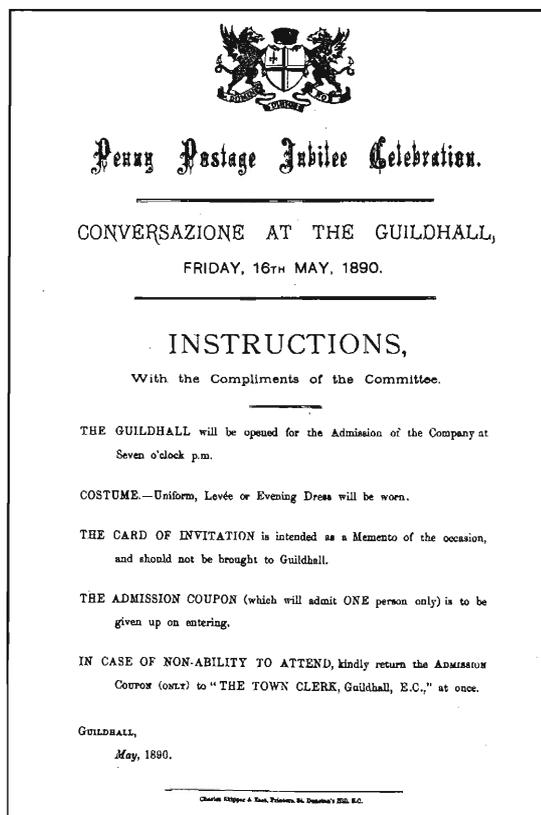 DOMINE DIRIGE NOS
Penny Postage Jubilee Celebration.
CONVERSAZIONE AT THE GUILDHALL,
FRIDAY, 16TH MAY, 1890.
INSTRUCTIONS,
With the Compliments of the Committee.
THE GUILDHALL will be opened for the Admission of the Company at
Seven o'clock p.m.
COSTUME.—Uniform, Levée or Evening Dress will be worn.
THE CARD OF INVITATION is intended as a Memento of the occasion,
and should not be brought to Guildhall.
THE ADMISSION COUPON (which will admit ONE person only) is to be
given up on entering.
IN CASE OF NON-ABILITY TO ATTEND, kindly return the ADMISSION
COUPON (ONLY) to "THE TOWN CLERK, Guildhall, E.C.," at once.
GUILDHALL,
May, 1890.
Charles Skipper & East, Printers, St. Dunstan's Hill, E.C.